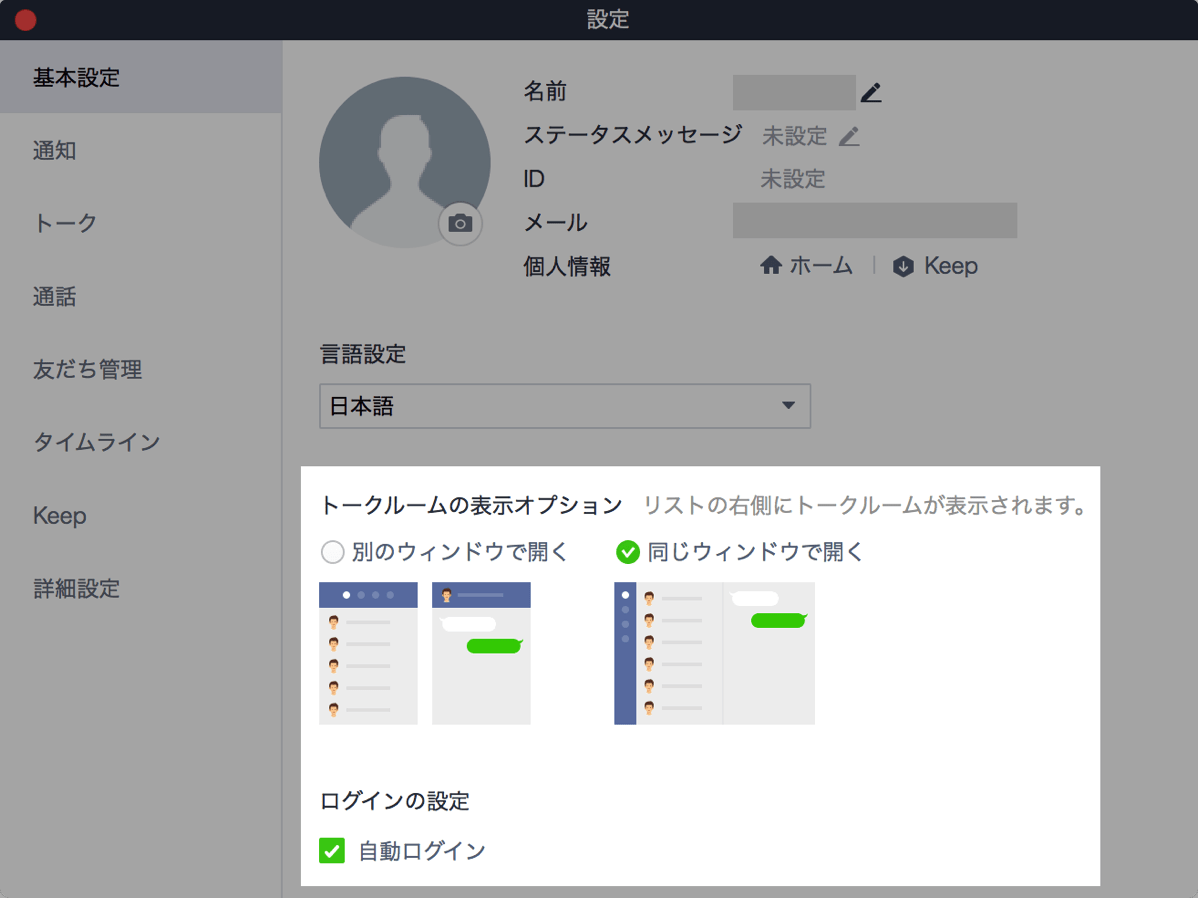 設定
基本設定
通知
トーク
通話
友だち管理
タイムライン
Keep
詳細設定
名前
ステータスメッセージ 未設定
ID 未設定
メール
個人情報 ホーム | Keep
言語設定
日本語
トークルームの表示オプション リストの右側にトークルームが表示されます。
別のウィンドウで開く 同じウィンドウで開く
ログインの設定
自動ログイン